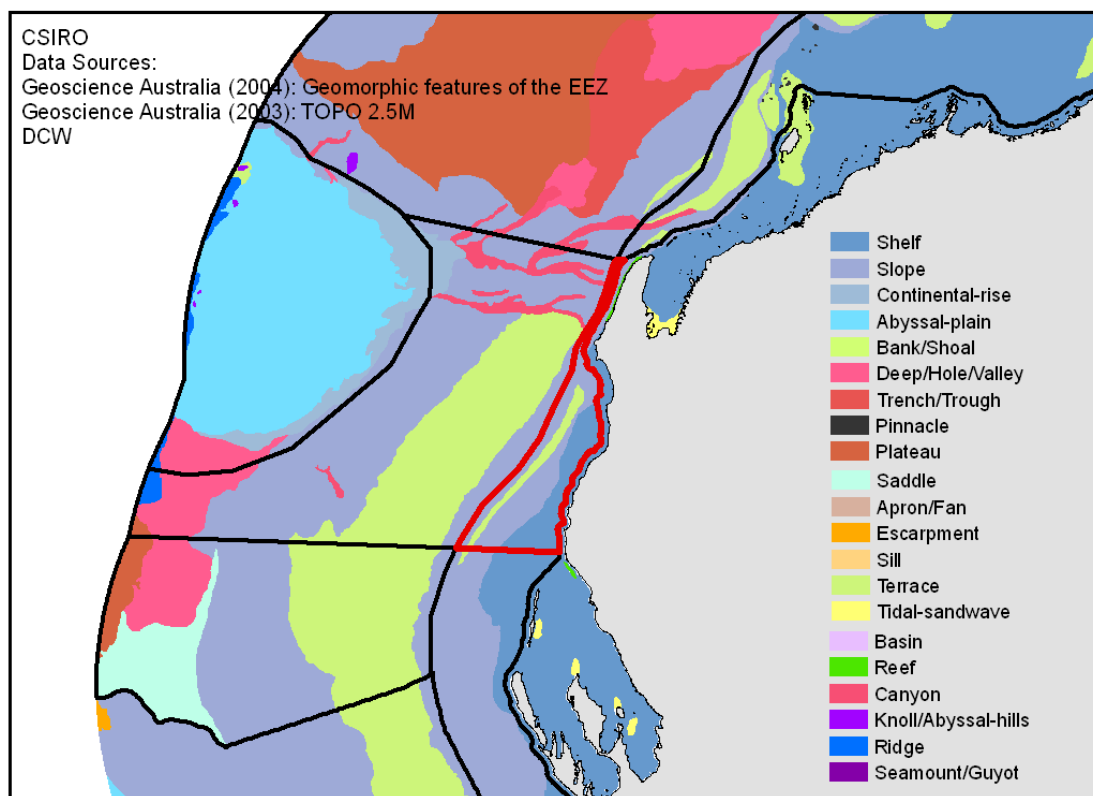 CSIRO
Data Sources:
Geoscience Australia (2004): Geomorphic features of the EEZ
Geoscience Australia (2003): TOPO 2.5M
DCW
Shelf
Slope
Continental-rise
Abyssal-plain
Bank/Shoal
Deep/Hole/Valley
Trench/Trough
Pinnacle
Plateau
Saddle
Apron/Fan
Escarpment
Sill
Terrace
Tidal-sandwave
Basin
Reef
Canyon
Knoll/Abyssal-hills
Ridge
Seamount/Guyot